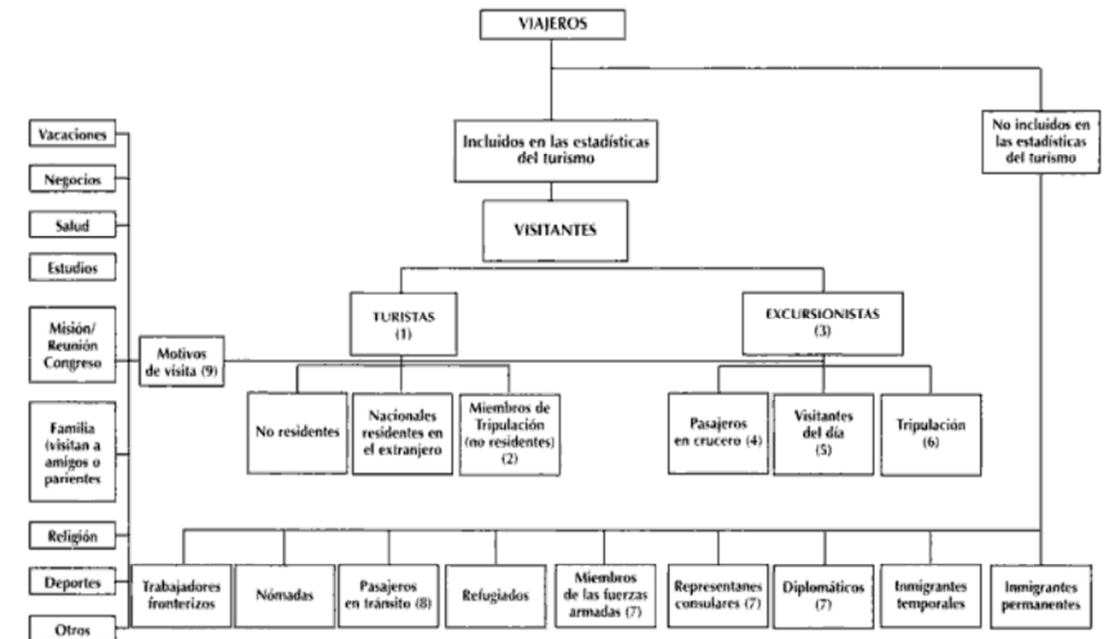 VIAJEROS
Incluidos en las estadísticas
del turismo
No incluidos en
las estadísticas
del turismo
VISITANTES
TURISTAS
(1)
EXCURSIONISTAS
(3)
Vacaciones
Negocios
Salud
Estudios
Misión/
Reunión
Congreso
Familia
(visitan a
amigos o
parientes
Religión
Deportes
Otros
Motivos
de visita (9)
No residentes
Nacionales
residentes en
el extranjero
Miembros de
Tripulación
(no residentes)
(2)
Pasajeros
en crucero (4)
Visitantes
del día
(5)
Tripulación
(6)
Trabajadores
fronterizos
Nómadas
Pasajeros
en tránsito (8)
Refugiados
Miembros
de las fuerzas
armadas (7)
Representanes
consulares (7)
Diplomáticos
(7)
Inmigrantes
temporales
Inmigrantes
permanentes